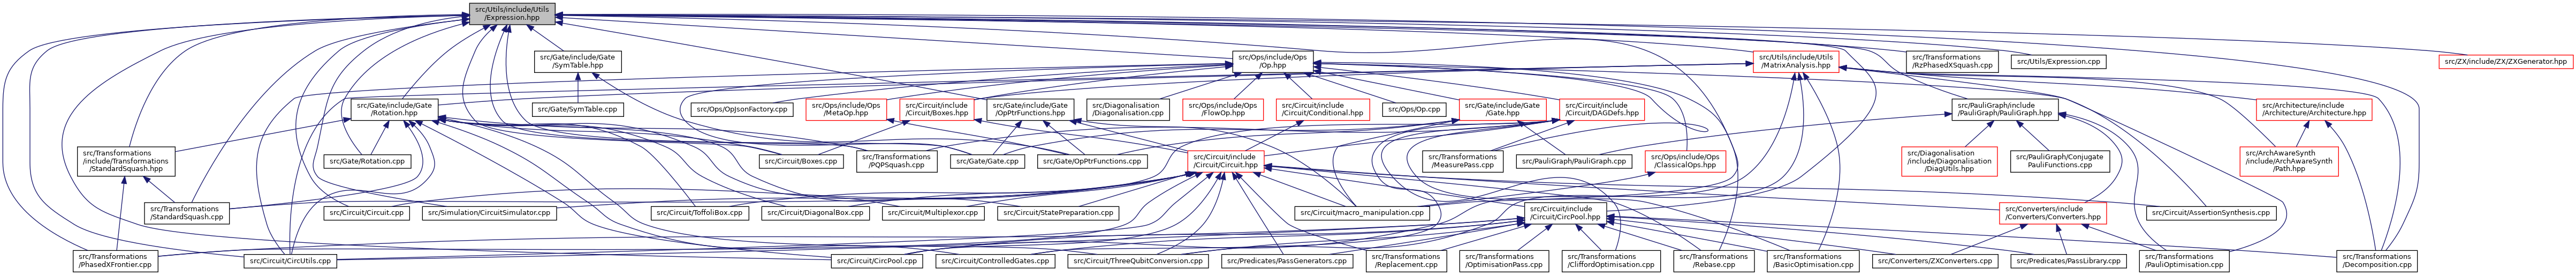 src/Utils/include/Utils
/Expression.hpp
src/Gate/include/Gate
/SymTable.hpp
src/Ops/include/Ops
/Op.hpp
src/Utils/include/Utils
/MatrixAnalysis.hpp
src/Transformations
/RzPhasedXSquash.cpp
src/Utils/Expression.cpp
src/ZX/include/ZX/ZXGenerator.hpp
src/Gate/include/Gate
/Rotation.hpp
src/Gate/SymTable.cpp
src/Ops/OpJsonFactory.cpp
src/Ops/include/Ops
/MetaOp.hpp
src/Circuit/include
/Circuit/Boxes.hpp
src/Gate/include/Gate
/OpPtrFunctions.hpp
src/Diagonalisation
/Diagonalisation.cpp
src/Ops/include/Ops
/FlowOp.hpp
src/Circuit/include
/Circuit/Conditional.hpp
src/Ops/Op.cpp
src/Gate/include/Gate
/Gate.hpp
src/Circuit/include
/Circuit/DAGDefs.hpp
src/PauliGraph/include
/PauliGraph/PauliGraph.hpp
src/Architecture/include
/Architecture/Architecture.hpp
src/Transformations
/include/Transformations
/StandardSquash.hpp
src/Gate/Rotation.cpp
src/Circuit/Boxes.cpp
src/Transformations
/PQPSquash.cpp
src/Gate/Gate.cpp
src/Gate/OpPtrFunctions.cpp
src/Circuit/include
/Circuit/Circuit.hpp
src/Transformations
/MeasurePass.cpp
src/PauliGraph/PauliGraph.cpp
src/Ops/include/Ops
/ClassicalOps.hpp
src/Diagonalisation
/include/Diagonalisation
/DiagUtils.hpp
src/PauliGraph/Conjugate
PauliFunctions.cpp
src/ArchAwareSynth
/include/ArchAwareSynth
/Path.hpp
src/Transformations
/StandardSquash.cpp
src/Circuit/Circuit.cpp
src/Simulation/CircuitSimulator.cpp
src/Circuit/ToffoliBox.cpp
src/Circuit/DiagonalBox.cpp
src/Circuit/Multiplexor.cpp
src/Circuit/StatePreparation.cpp
src/Circuit/macro_manipulation.cpp
src/Circuit/include
/Circuit/CircPool.hpp
src/Converters/include
/Converters/Converters.hpp
src/Circuit/AssertionSynthesis.cpp
src/Transformations
/PhasedXFrontier.cpp
src/Circuit/CircUtils.cpp
src/Circuit/CircPool.cpp
src/Circuit/ControlledGates.cpp
src/Circuit/ThreeQubitConversion.cpp
src/Predicates/PassGenerators.cpp
src/Transformations
/Replacement.cpp
src/Transformations
/OptimisationPass.cpp
src/Transformations
/CliffordOptimisation.cpp
src/Transformations
/Rebase.cpp
src/Transformations
/BasicOptimisation.cpp
src/Converters/ZXConverters.cpp
src/Predicates/PassLibrary.cpp
src/Transformations
/PauliOptimisation.cpp
src/Transformations
/Decomposition.cpp